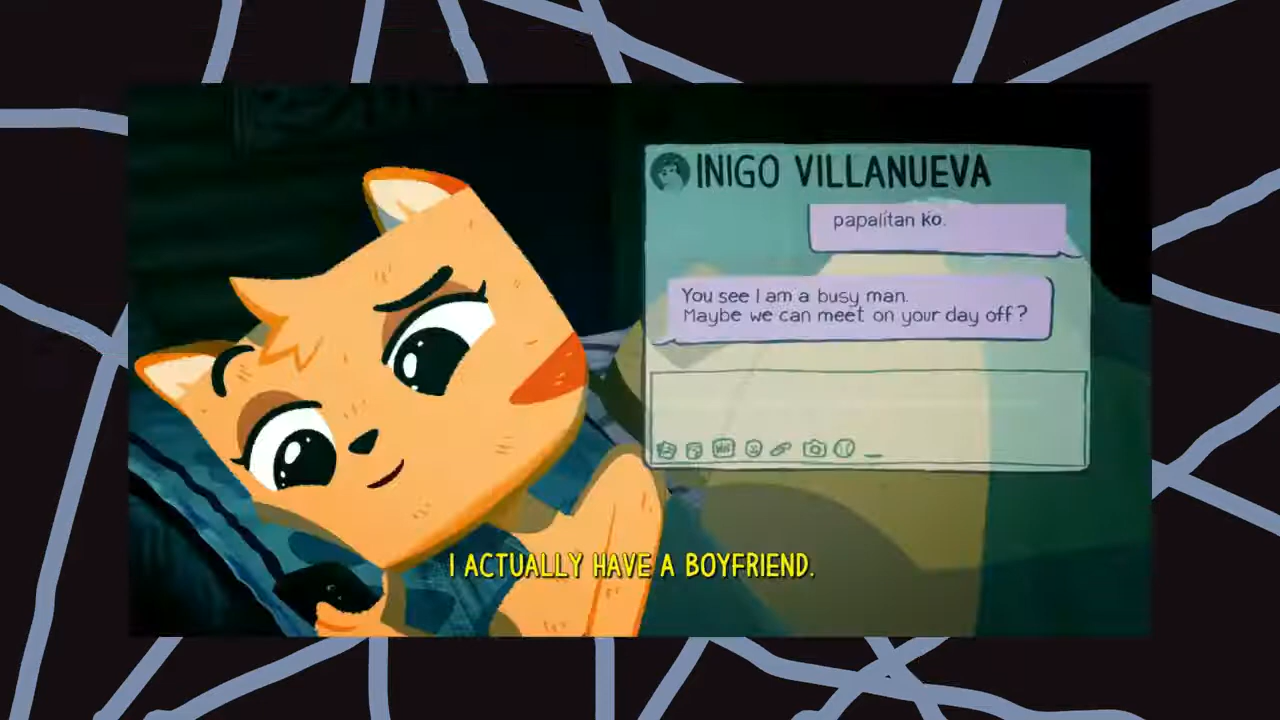 INIGO VILLANUEVA
papalitan ko.
You see I am a busy man.
Maybe we can meet on your day off?
I ACTUALLY HAVE A BOYFRIEND.